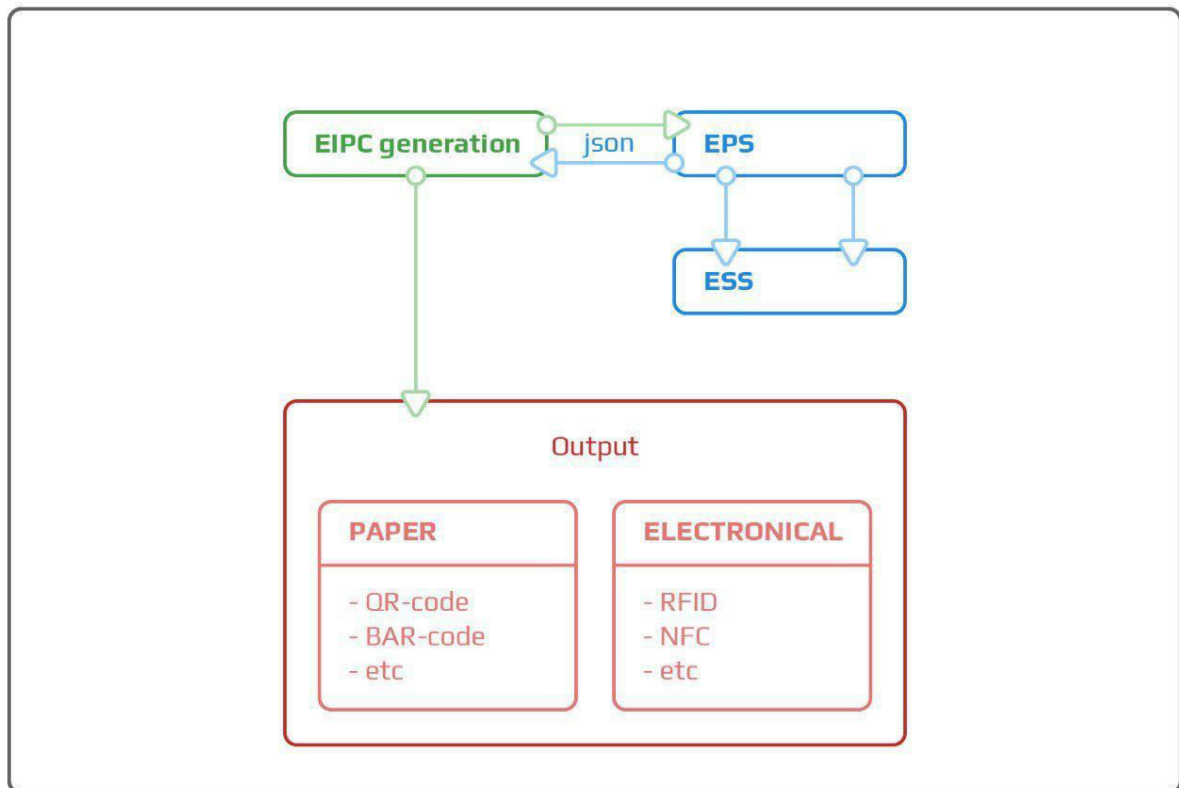 EIPC generation
json
EPS
ESS
Output
PAPER
- QR-code
- BAR-code
- etc
ELECTRONICAL
- RFID
- NFC
- etc